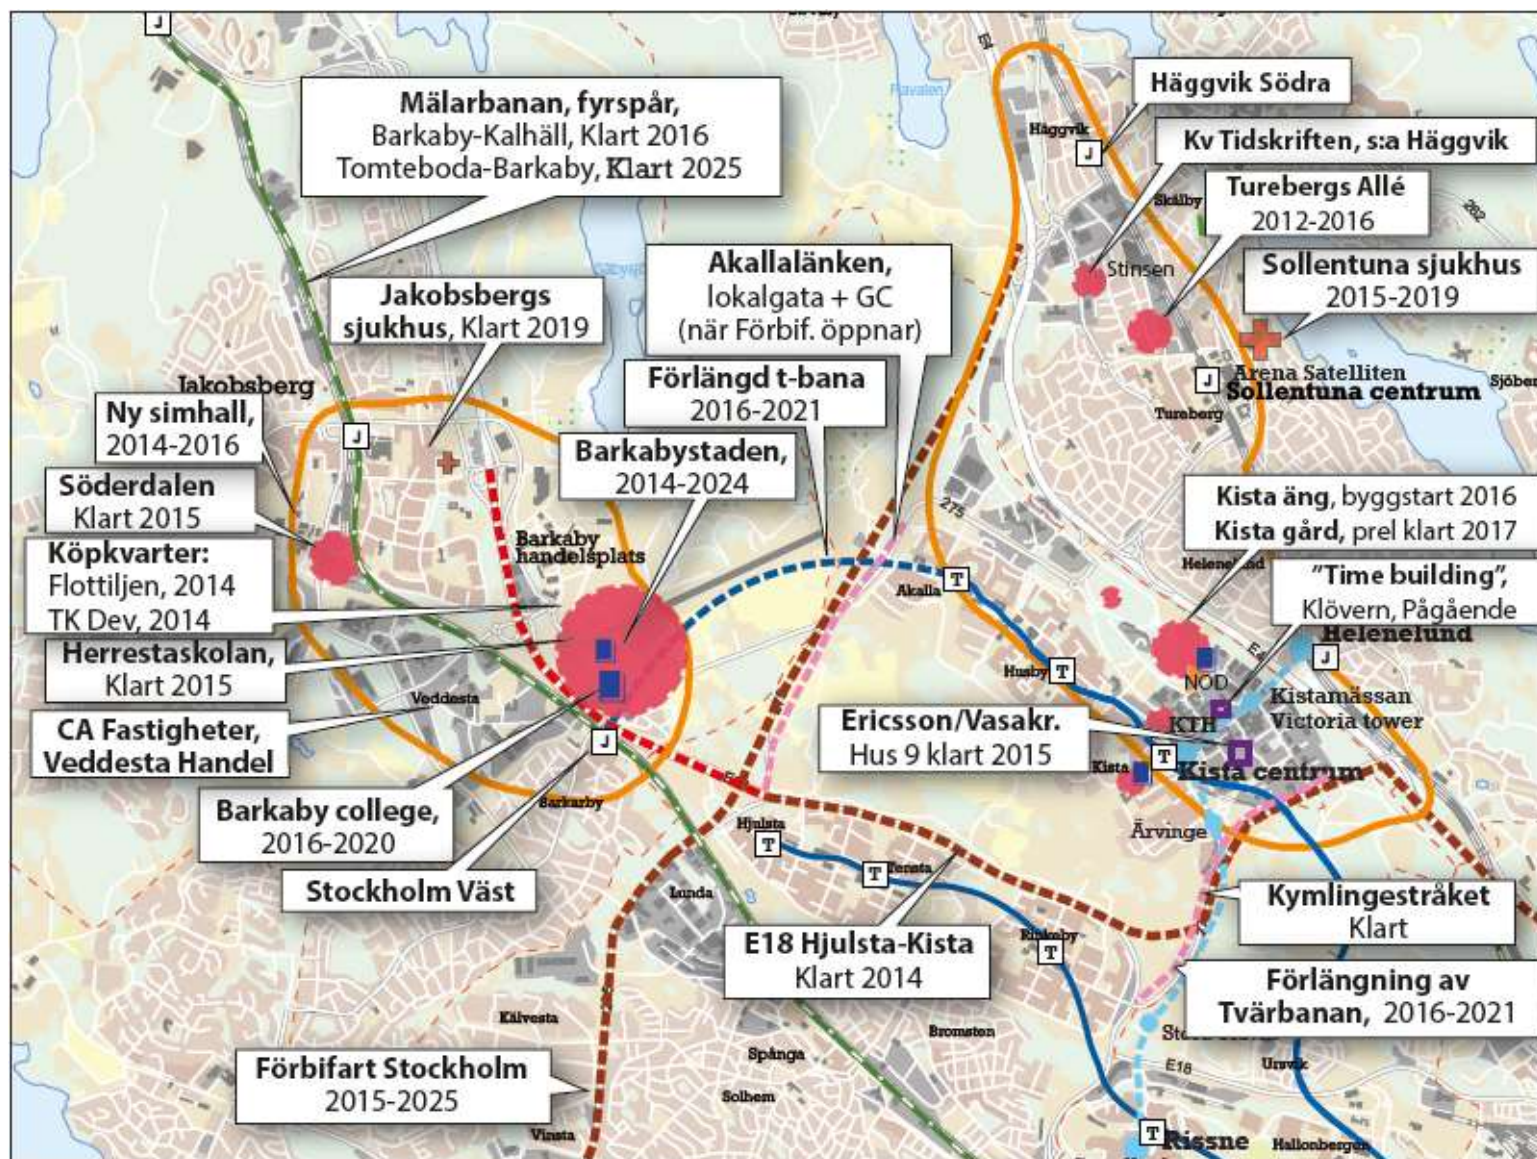 J
E4
Ravalen
Häggvik Södra
Mälarbanan, fyrspår,
Barkaby-Kalhäll, Klart 2016
Tomteboda-Barkaby, Klart 2025
Häggvik
J
Kv Tidskriften, s:a Häggvik
Skälby
262
Turebergs Allé
2012-2016
Akallalänken,
lokalgata + GC
(när Förbif. öppnar)
Stinsen
Sollentuna sjukhus
2015-2019
Jakobsbergs
sjukhus, Klart 2019
Jakobsberg
Förlängd t-bana
2016-2021
J
Arena Satelliten
Sollentuna centrum
Tureberg
Ny simhall,
2014-2016
J
Barkabystaden,
2014-2024
Söderdalen
Klart 2015
275
Kista äng, byggstart 2016
Kista gård, prel klart 2017
Barkaby
handelsplats
Köpkvarter:
Flottiljen, 2014
TK Dev, 2014
Helenelund
Akalla
T
"Time building",
Klövern, Pågående
Helenelund
J
E4
Herrestaskolan,
Klart 2015
Husby
T
NOD
Veddesta
Kistamässan
Victoria tower
KTH
CA Fastigheter,
Veddesta Handel
J
Ericsson/Vasakr.
Hus 9 klart 2015
T
Kista
Kista centrum
Barkarby
Barkaby college,
2016-2020
Hjulsta
T
Ärvinge
Tensta
T
Stockholm Väst
Lunda
Kymlingestråket
Klart
E18 Hjulsta-Kista
Klart 2014
Rinkeby
T
Förlängning av
Tvärbanan, 2016-2021
Kälvesta
Bromsten
Spånga
E18
Ursvik
Förbifart Stockholm
2015-2025
Solhem
Vinsta
T
Rissne
Hallonbergen